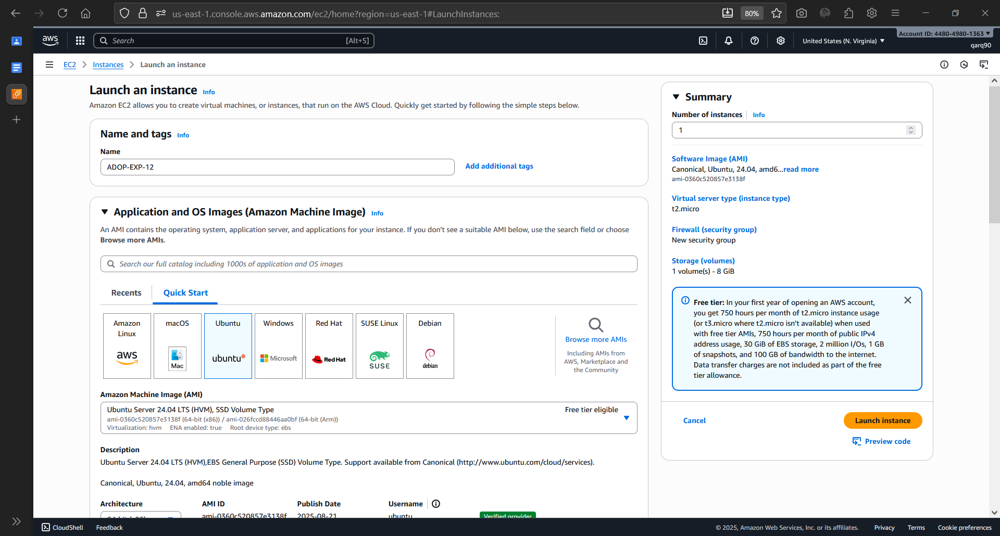 us-east-1.console.aws.amazon.com/ec2/home?region=us-east-1#LaunchInstances:
80%
aws
Search
[Alt+S]
United States (N. Virginia)
Account ID: 4480-4980-1363
qarq90
EC2 > Instances > Launch an instance
Launch an instance Info
Amazon EC2 allows you to create virtual machines, or instances, that run on the AWS Cloud. Quickly get started by following the simple steps below.
Name and tags Info
Name
ADOP-EXP-12
Add additional tags
Application and OS Images (Amazon Machine Image) Info
An AMI contains the operating system, application server, and applications for your instance. If you don't see a suitable AMI below, use the search field or choose
Browse more AMIs.
Search our full catalog including 1000s of application and OS images
Recents
Quick Start
Amazon
Linux
aws
macOS
Mac
Ubuntu
ubuntu
Windows
Microsoft
Red Hat
Red Hat
SUSE Linux
SUSE
Debian
debian
Browse more AMIs
Including AMIs from
AWS, Marketplace and
the Community
Amazon Machine Image (AMI)
Ubuntu Server 24.04 LTS (HVM), SSD Volume Type
Free tier eligible
ami-0360c520857e3138f (64-bit (x86)) / ami-026fccd88446aa0bf (64-bit (Arm))
Virtualization: hvm ENA enabled: true Root device type: ebs
Description
Ubuntu Server 24.04 LTS (HVM),EBS General Purpose (SSD) Volume Type. Support available from Canonical (http://www.ubuntu.com/cloud/services).
Canonical, Ubuntu, 24.04, amd64 noble image
Architecture
AMI ID
Publish Date
Username
64-bit (x86)
ami-0360c520857e3138f
2025-08-21
ubuntu
Verified provider
Summary
Number of instances Info
1
Software Image (AMI)
Canonical, Ubuntu, 24.04, amd6...read more
ami-0360c520857e3138f
Virtual server type (instance type)
t2.micro
Firewall (security group)
New security group
Storage (volumes)
1 volume(s) - 8 GiB
Free tier: In your first year of opening an AWS account,
you get 750 hours per month of t2.micro instance usage
(or t3.micro where t2.micro isn't available) when used
with free tier AMIs, 750 hours per month of public IPv4
address usage, 30 GiB of EBS storage, 2 million I/Os, 1 GB
of snapshots, and 100 GB of bandwidth to the internet.
Data transfer charges are not included as part of the free
tier allowance.
Cancel
Launch instance
Preview code
CloudShell
Feedback
© 2025, Amazon Web Services, Inc. or its affiliates.
Privacy
Terms
Cookie preferences